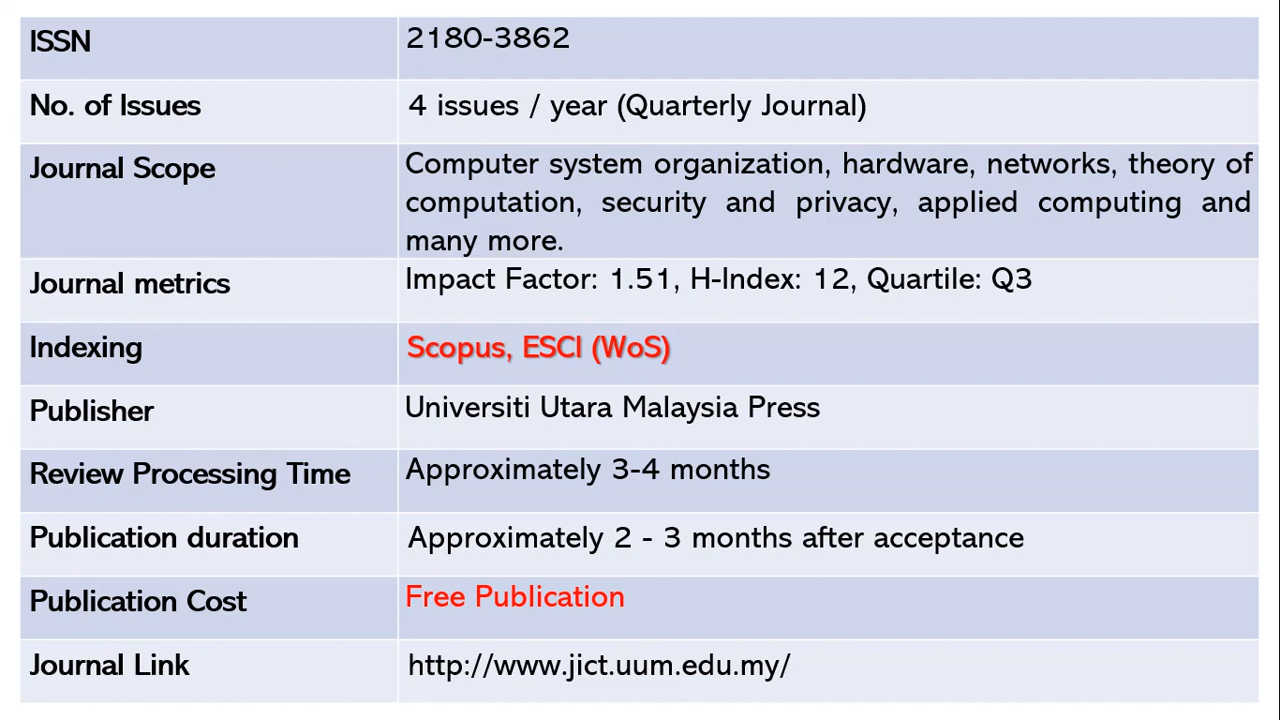 ISSN 2180-3862
No. of Issues 4 issues / year (Quarterly Journal)
Journal Scope Computer system organization, hardware, networks, theory of
computation, security and privacy, applied computing and
many more.
Journal metrics Impact Factor: 1.51, H-Index: 12, Quartile: Q3
Indexing Scopus, ESCI (WoS)
Publisher Universiti Utara Malaysia Press
Review Processing Time Approximately 3-4 months
Publication duration Approximately 2 - 3 months after acceptance
Publication Cost Free Publication
Journal Link http://www.jict.uum.edu.my/